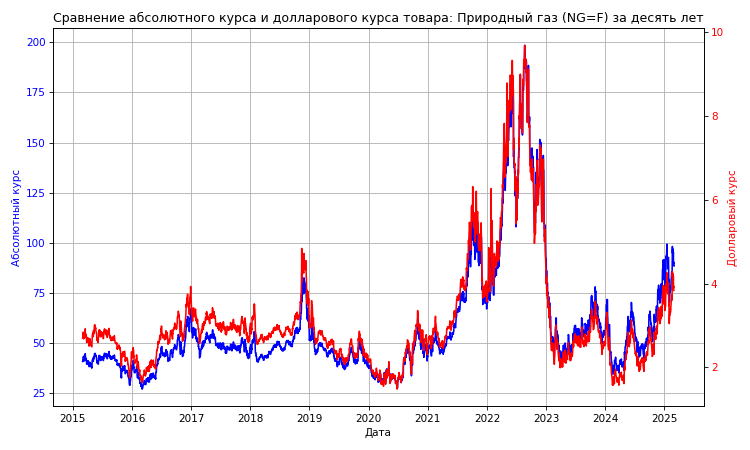 Сравнение абсолютного курса и долларового курса товара: Природный газ (NG=F) за десять лет
200
175
150
125
100
75
50
25
Абсолютный курс
10
8
6
4
2
Долларовый курс
2015 2016 2017 2018 2019 2020 2021 2022 2023 2024 2025
Дата